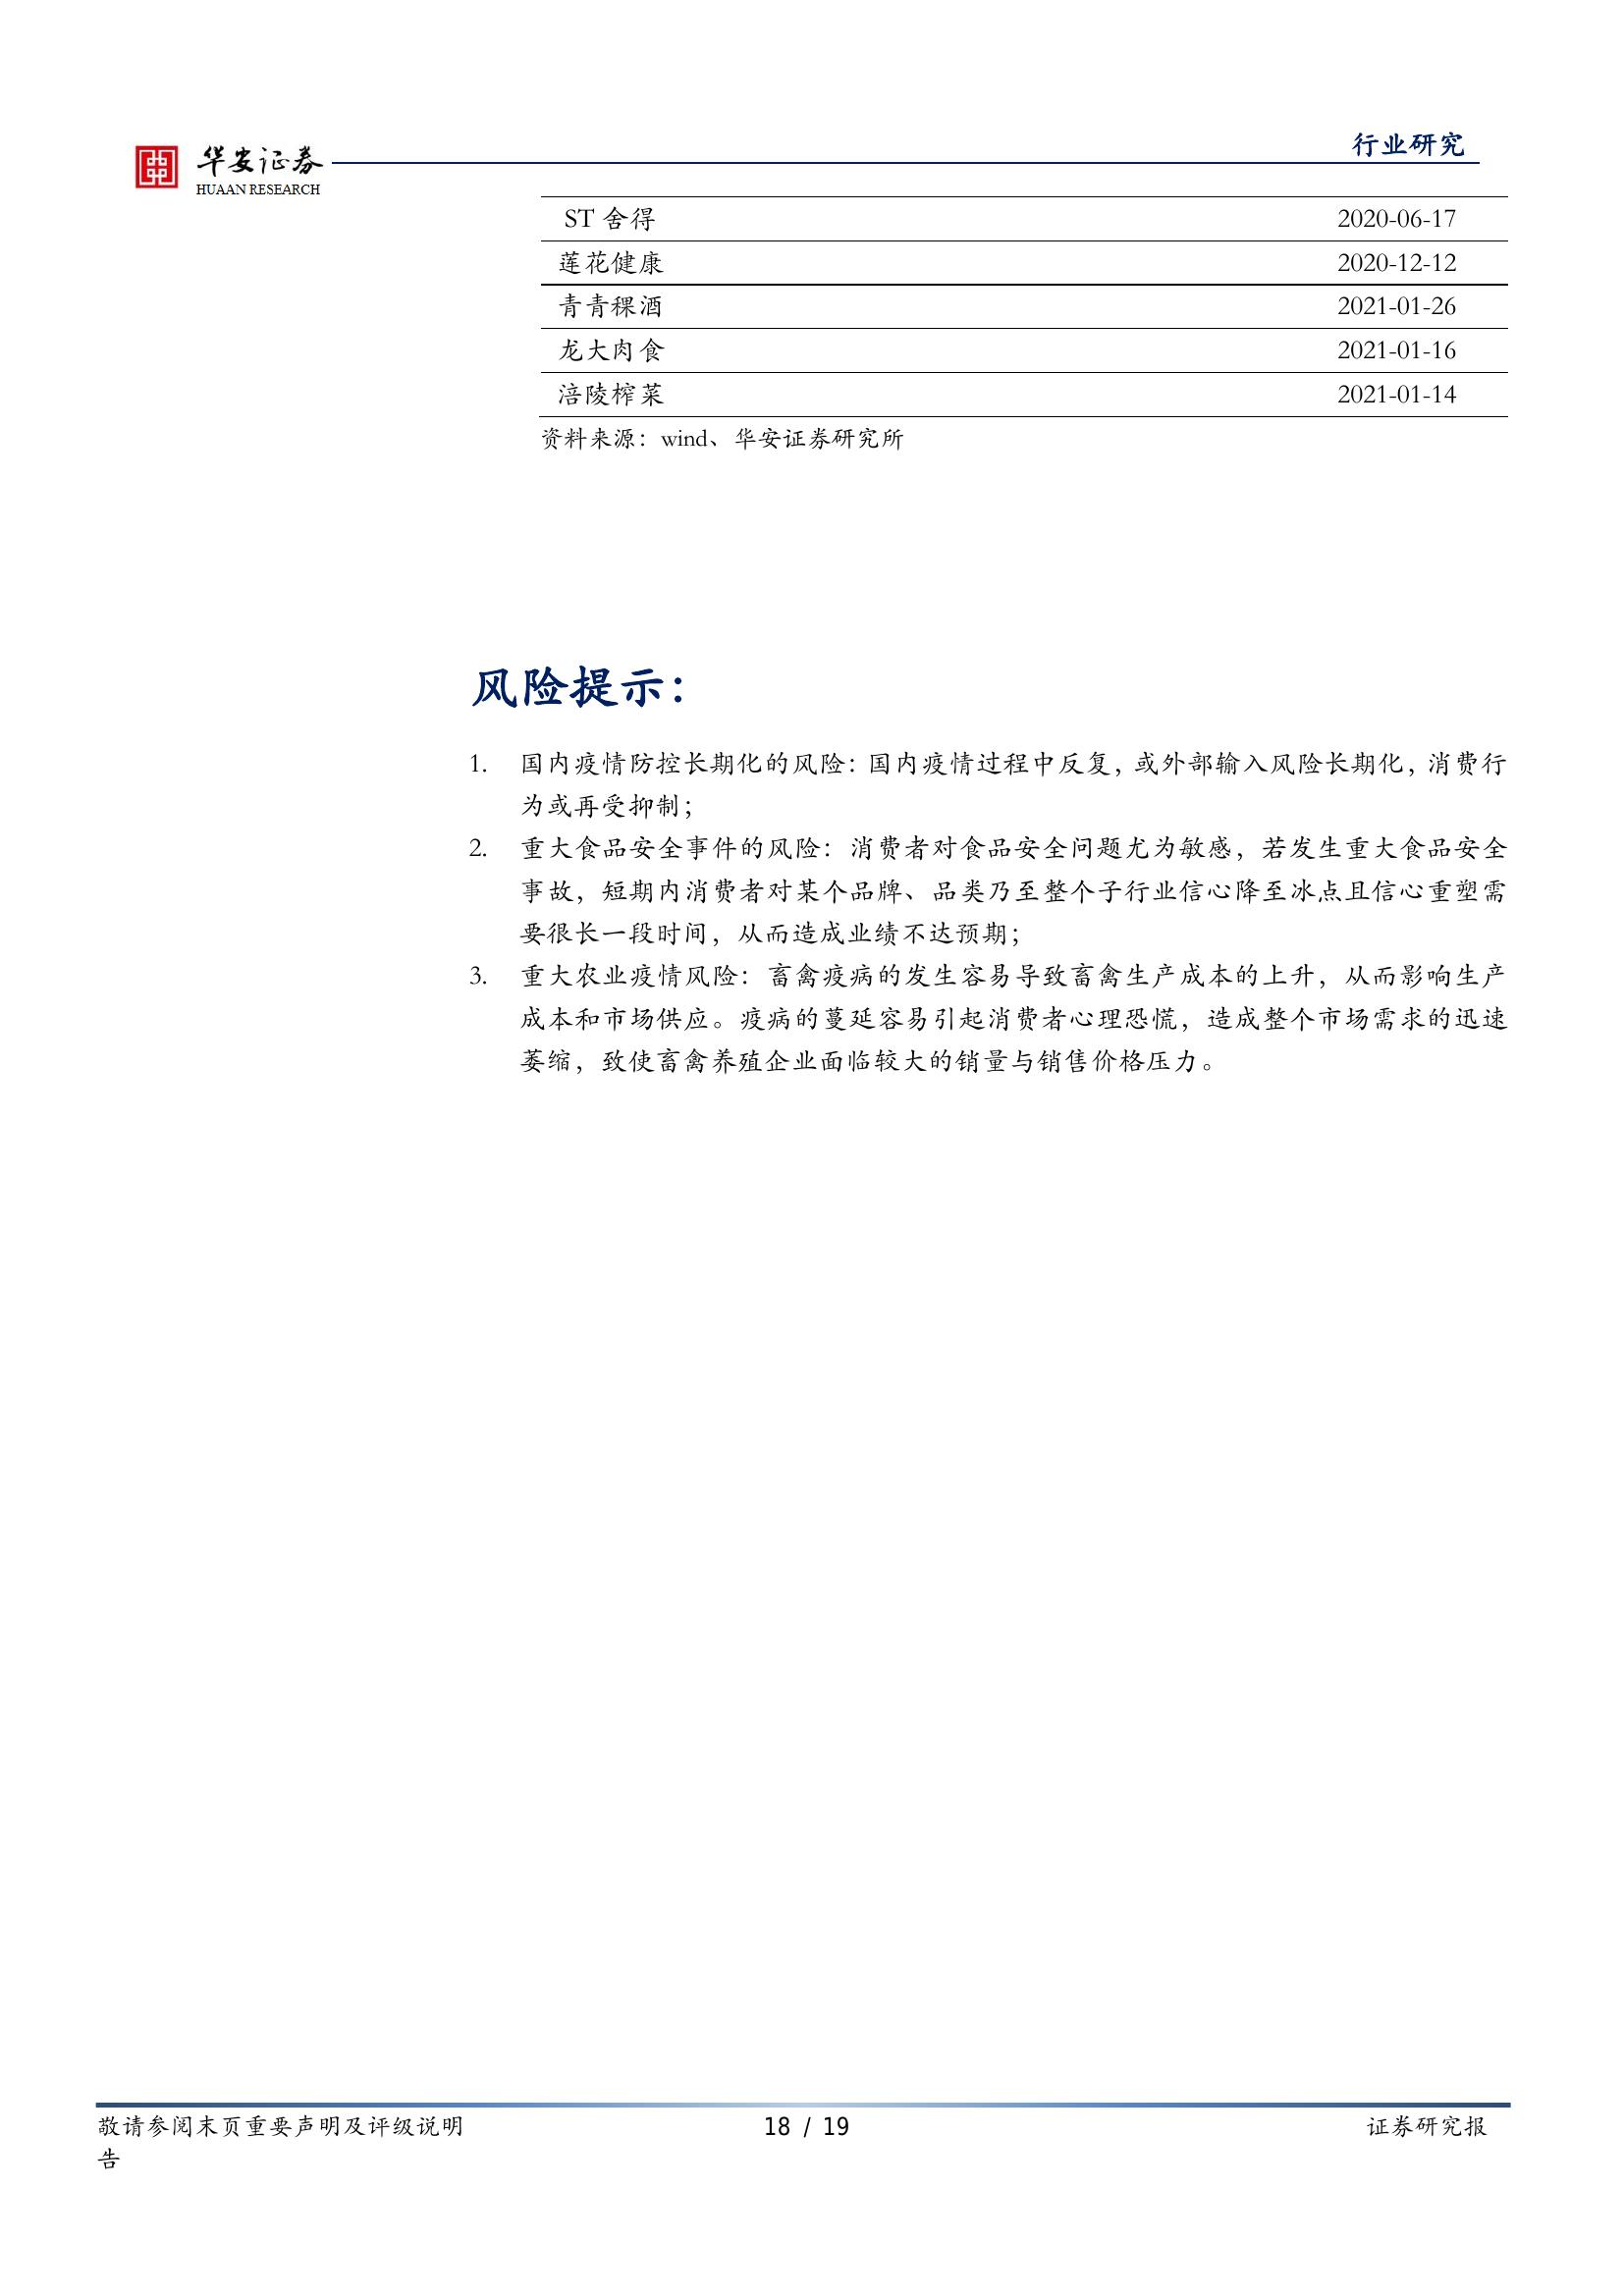 行业研究
华安证券
HUAAN RESEARCH
ST 舍得 2020-06-17
莲花健康 2020-12-12
青青稞酒 2021-01-26
龙大肉食 2021-01-16
涪陵榨菜 2021-01-14
资料来源：wind、华安证券研究所
风险提示：
1. 国内疫情防控长期化的风险：国内疫情过程中反复，或外部输入风险长期化，消费行
为或再受抑制；
2. 重大食品安全事件的风险：消费者对食品安全问题尤为敏感，若发生重大食品安全
事故，短期内消费者对某个品牌、品类乃至整个子行业信心降至冰点且信心重塑需
要很长一段时间，从而造成业绩不达预期；
3. 重大农业疫情风险：畜禽疫病的发生容易导致畜禽生产成本的上升，从而影响生产
成本和市场供应。疫病的蔓延容易引起消费者心理恐慌，造成整个市场需求的迅速
萎缩，致使畜禽养殖企业面临较大的销量与销售价格压力。
敬请参阅末页重要声明及评级说明 18 / 19 证券研究报
告